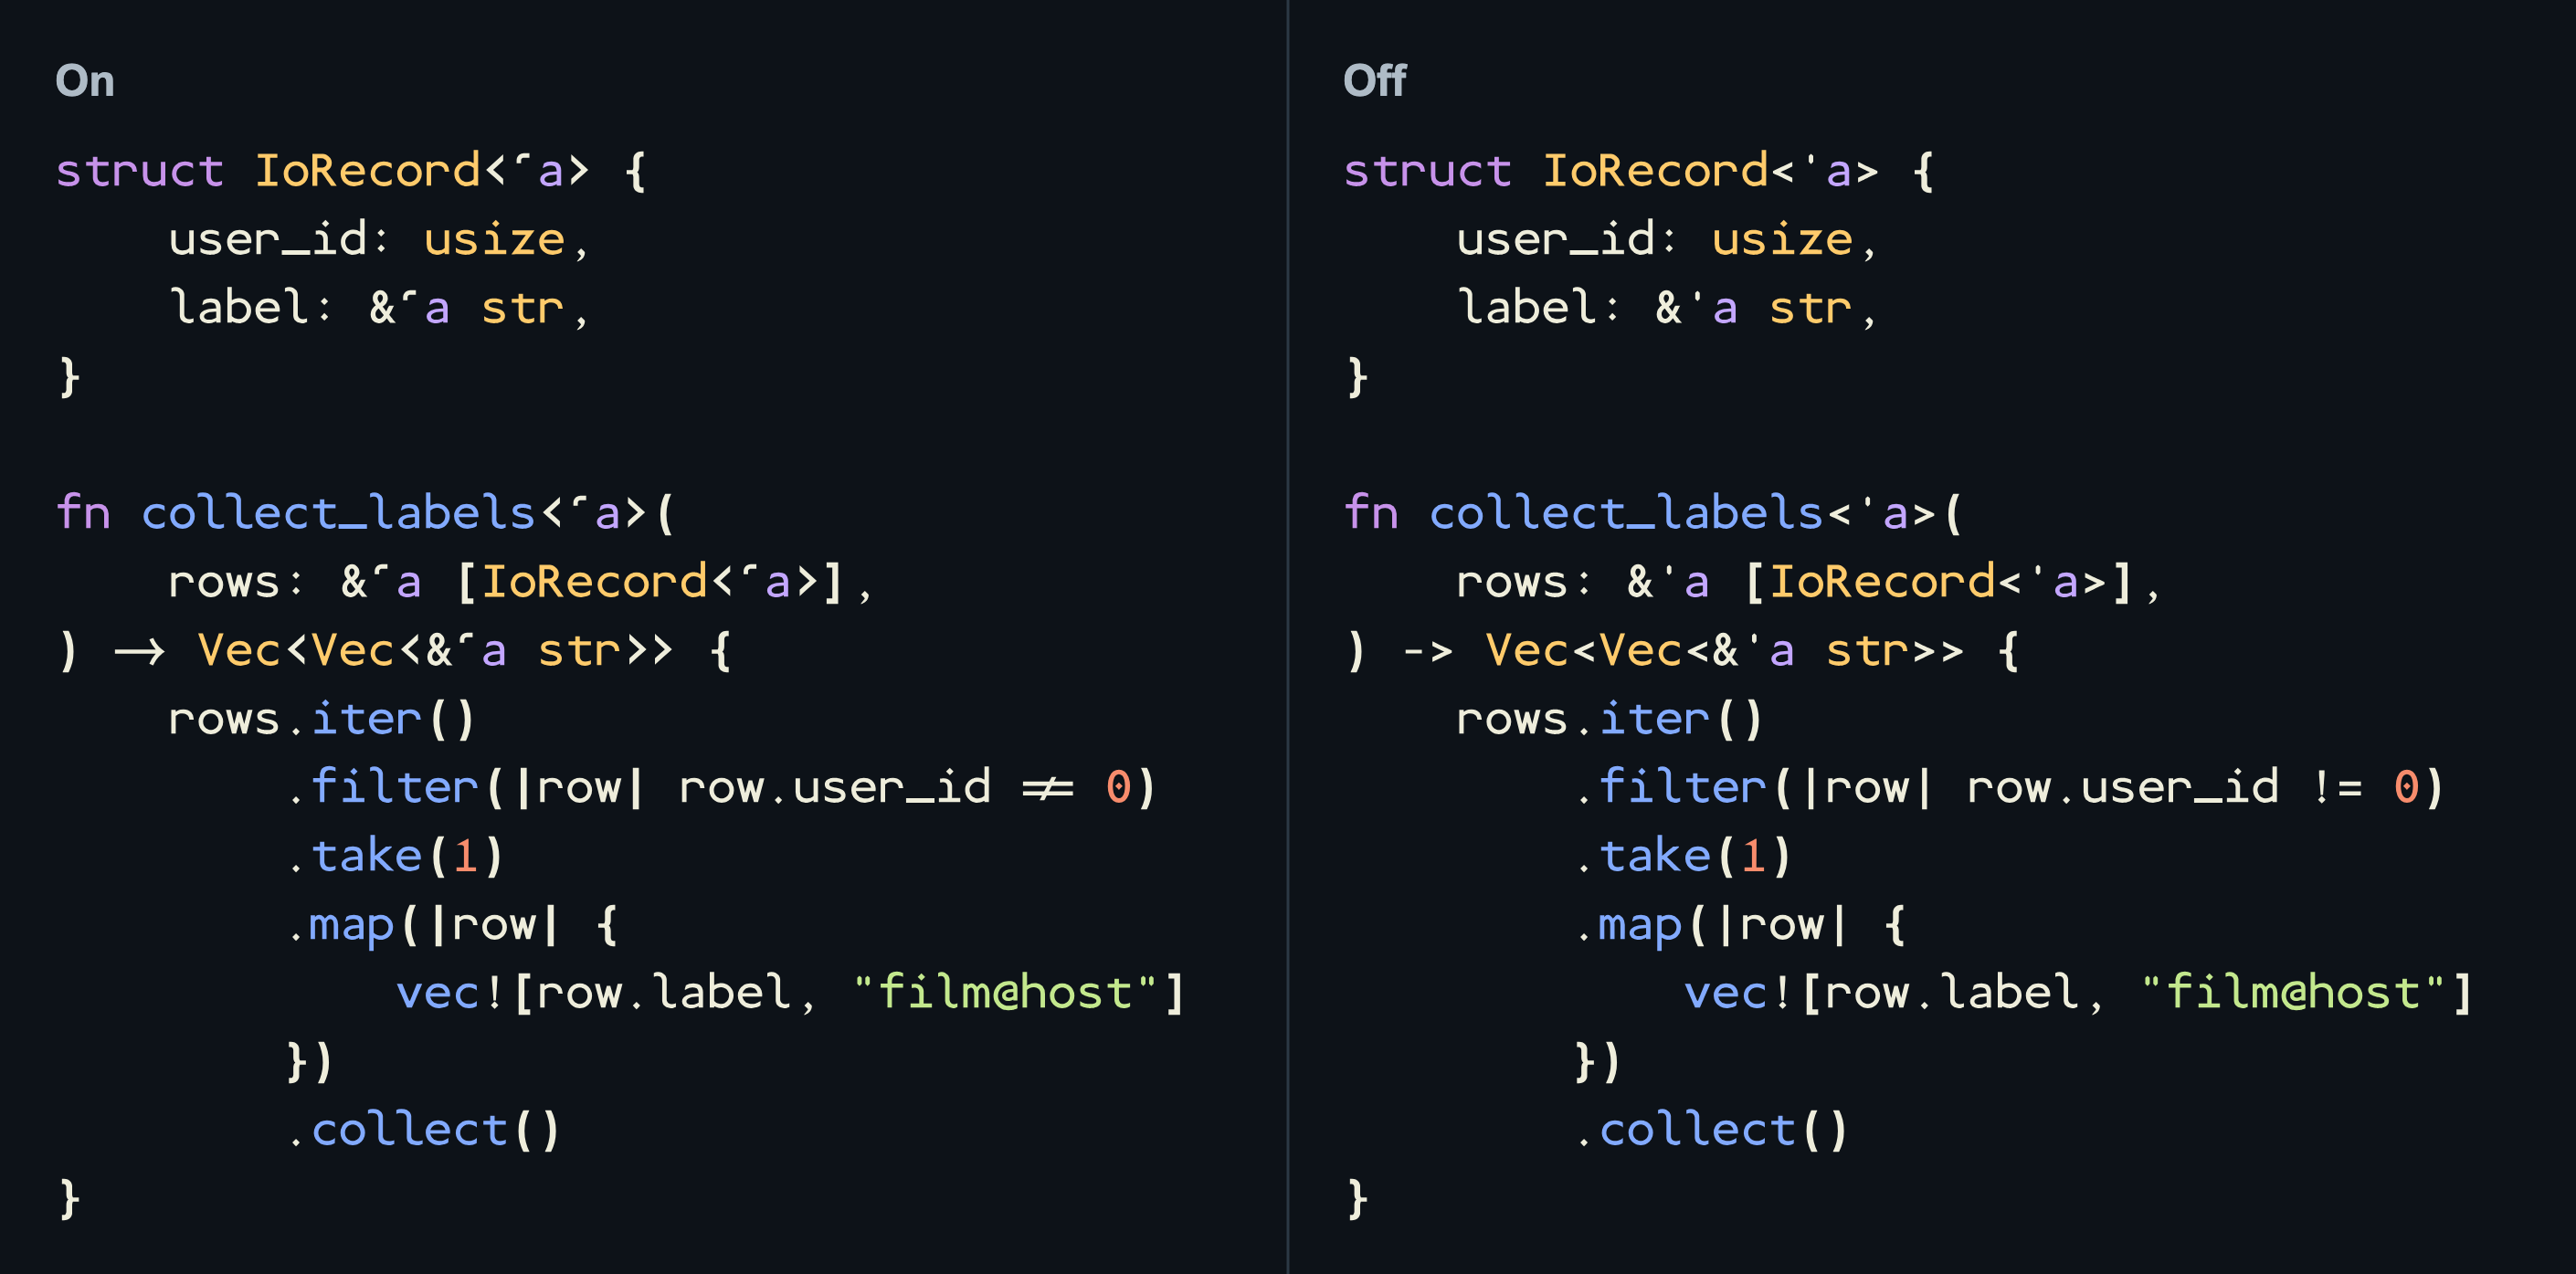 On
struct IoRecord<'a> {
    user_id: usize,
    label: &'a str,
}

fn collect_labels<'a>(
    rows: &'a [IoRecord<'a>],
) -> Vec<Vec<&'a str>> {
    rows.iter()
        .filter(|row| row.user_id != 0)
        .take(1)
        .map(|row| {
            vec![row.label, "film@host"]
        })
        .collect()
}
Off
struct IoRecord<'a> {
    user_id: usize,
    label: &'a str,
}

fn collect_labels<'a>(
    rows: &'a [IoRecord<'a>],
) -> Vec<Vec<&'a str>> {
    rows.iter()
        .filter(|row| row.user_id != 0)
        .take(1)
        .map(|row| {
            vec![row.label, "film@host"]
        })
        .collect()
}